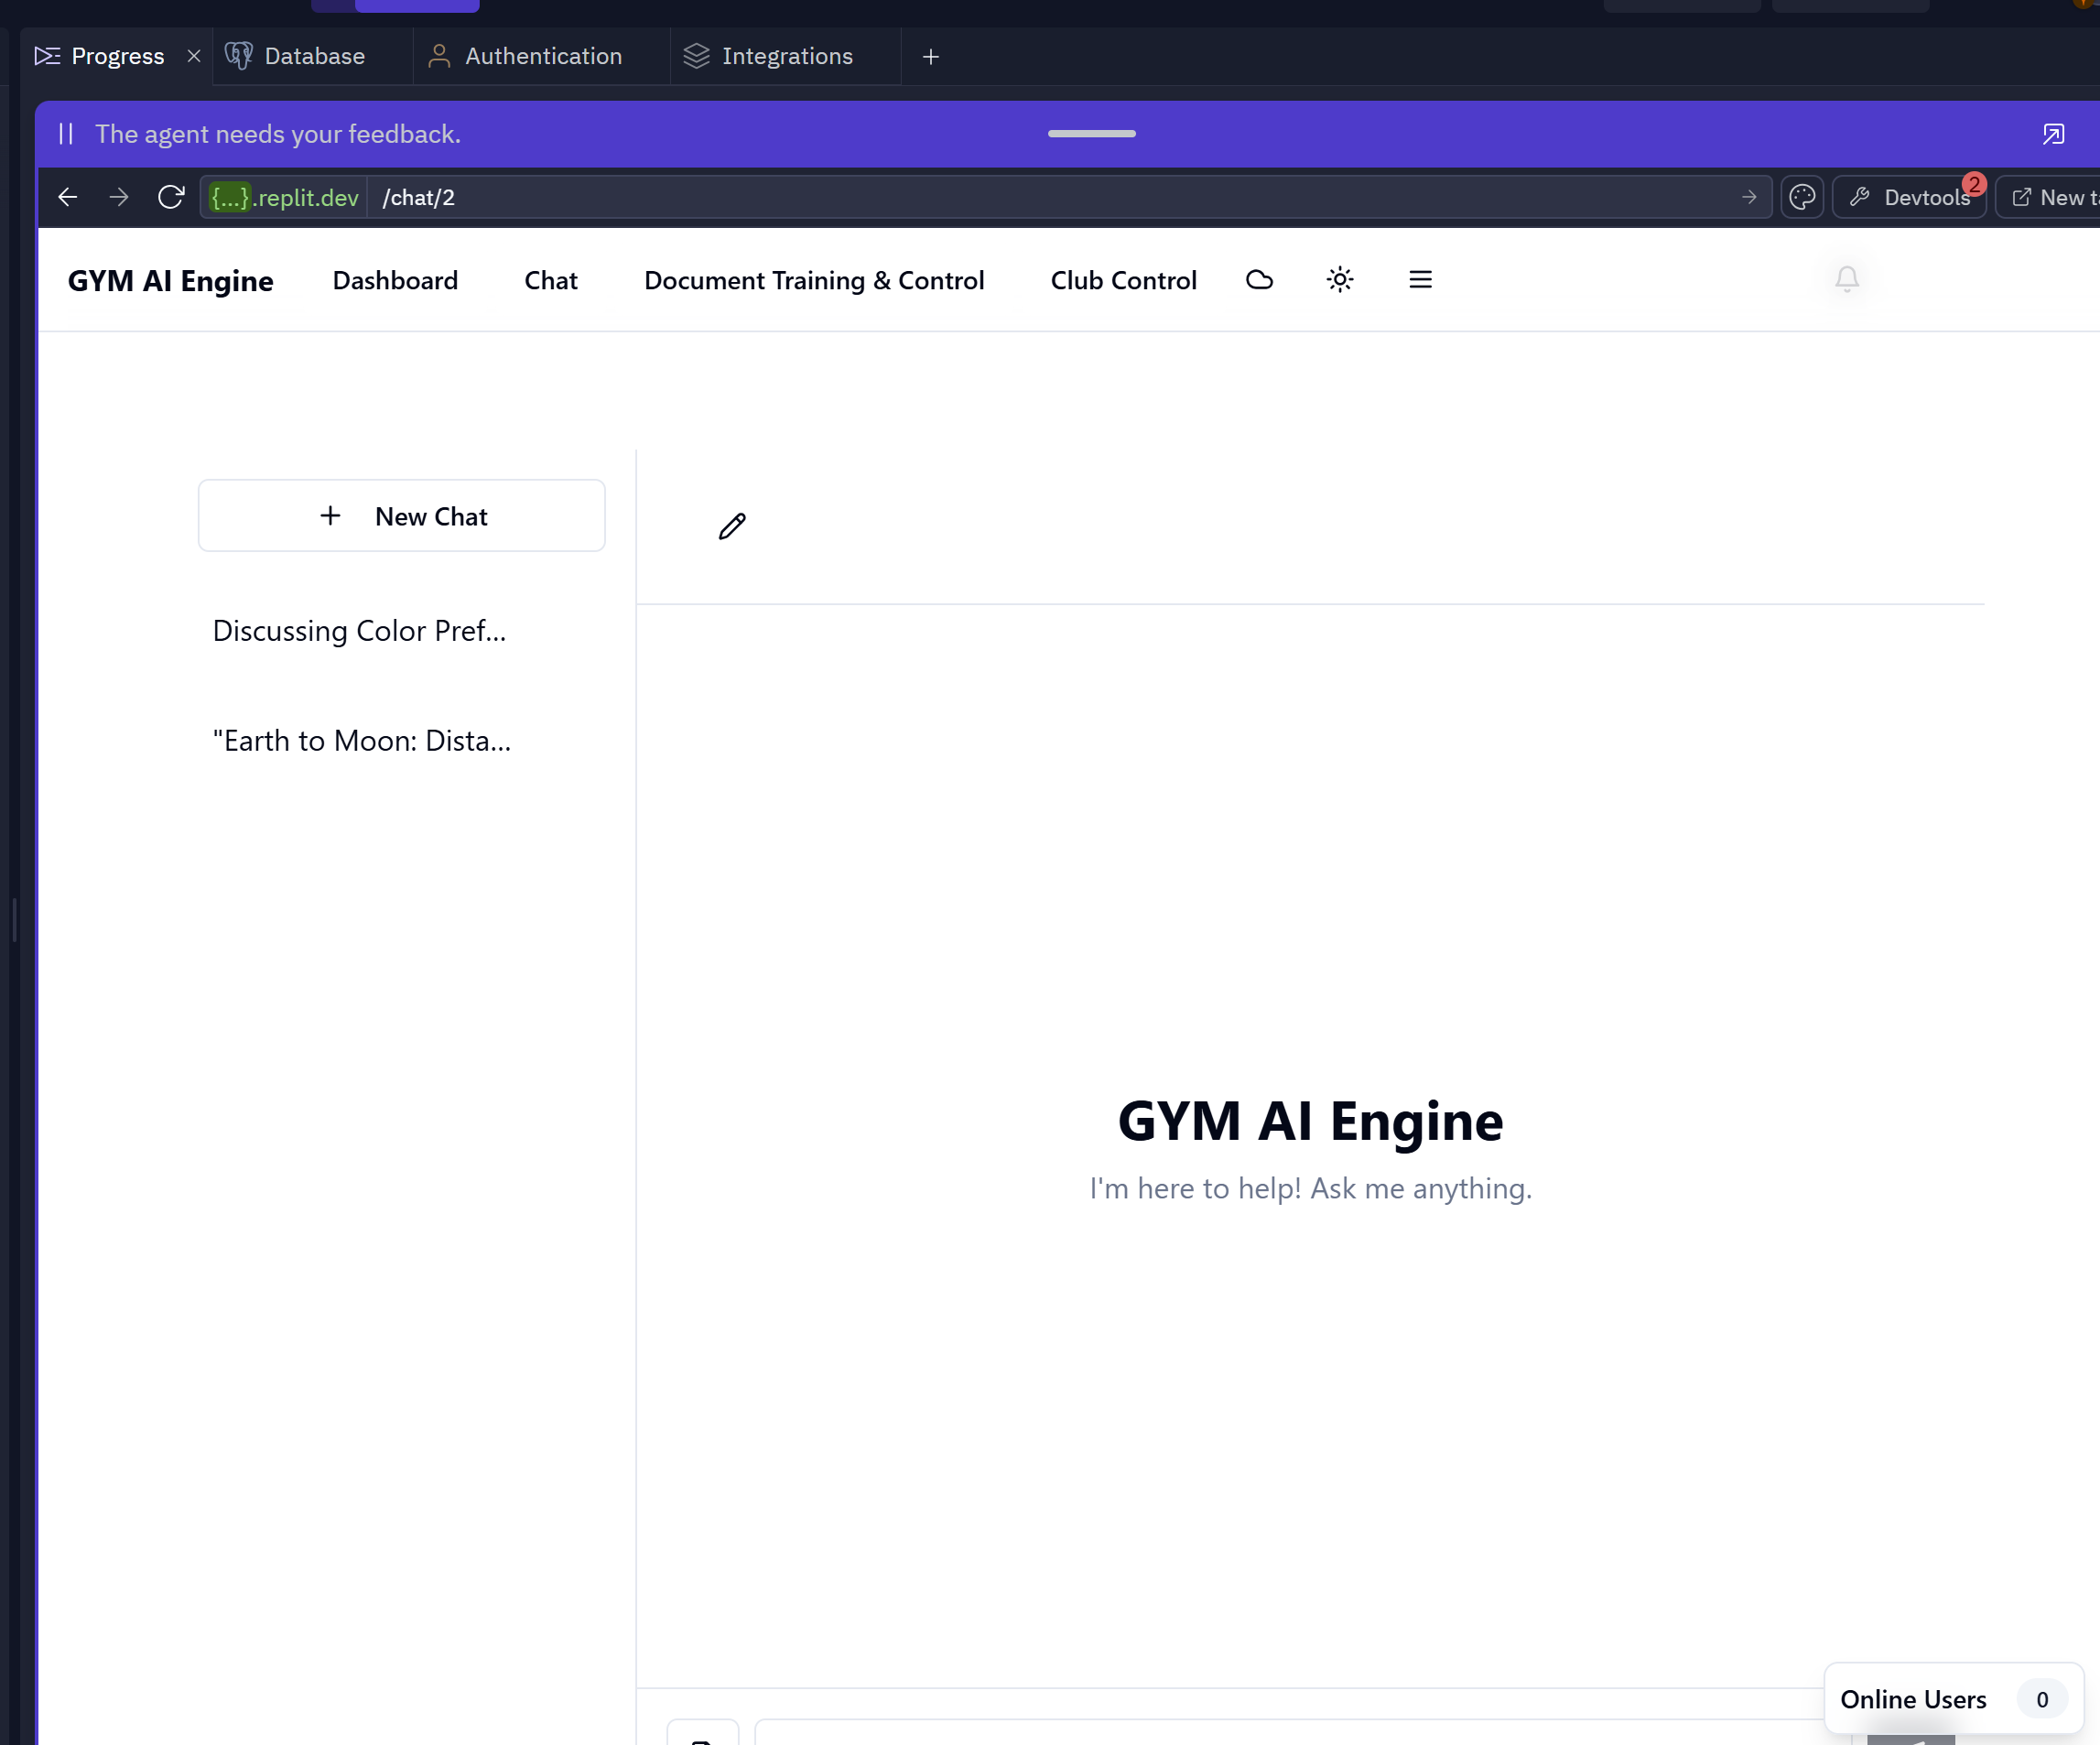 Progress
Database
Authentication
Integrations
The agent needs your feedback.
{...}.replit.dev
/chat/2
Devtools
2
New
GYM AI Engine
Dashboard
Chat
Document Training & Control
Club Control
New Chat
Discussing Color Pref...
"Earth to Moon: Dista...
GYM AI Engine
I'm here to help! Ask me anything.
Online Users
0